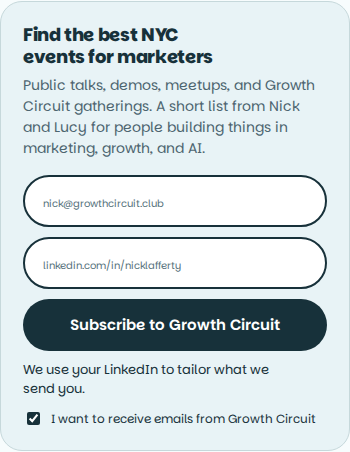 Find the best NYC
events for marketers
Public talks, demos, meetups, and Growth
Circuit gatherings. A short list from Nick
and Lucy for people building things in
marketing, growth, and AI.
nick@growthcircuit.club
linkedin.com/in/nicklafferty
Subscribe to Growth Circuit
We use your LinkedIn to tailor what we
send you.
I want to receive emails from Growth Circuit